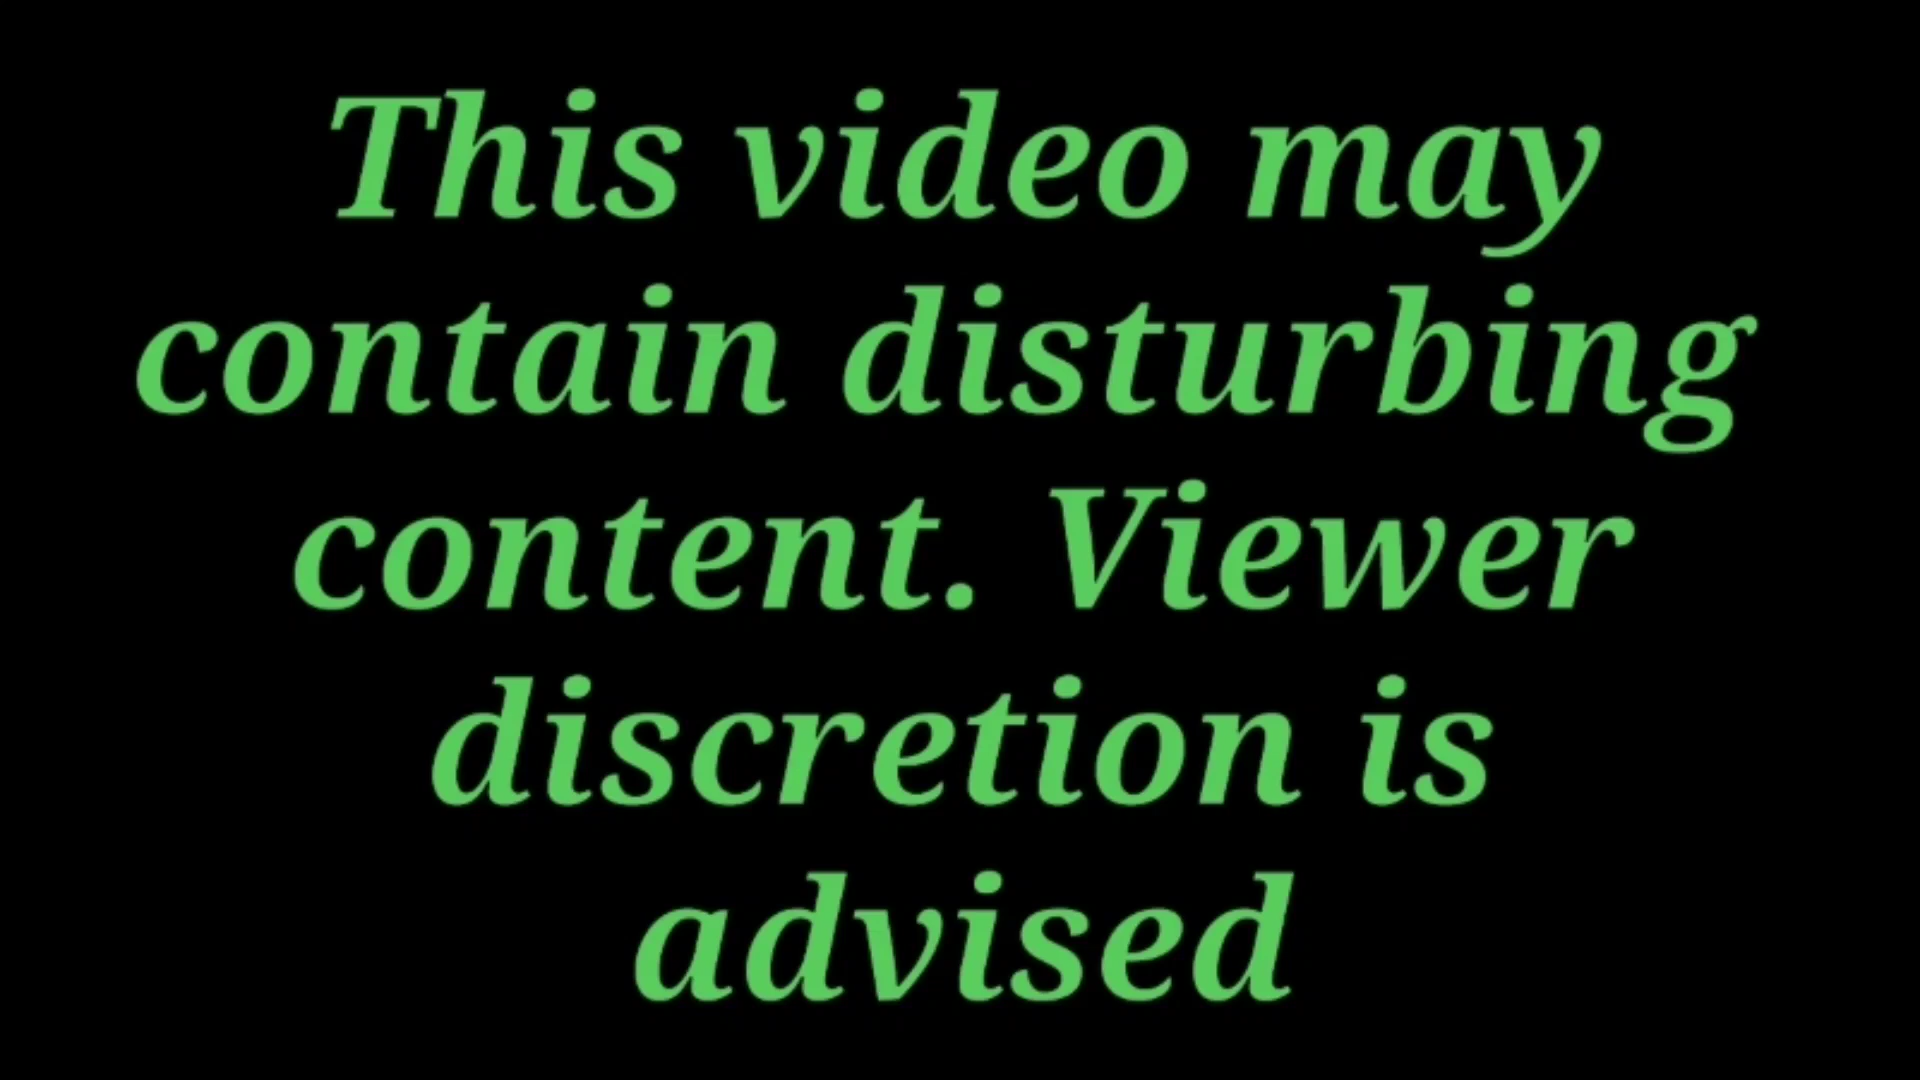 This video may
contain disturbing
content. Viewer
discretion is
advised